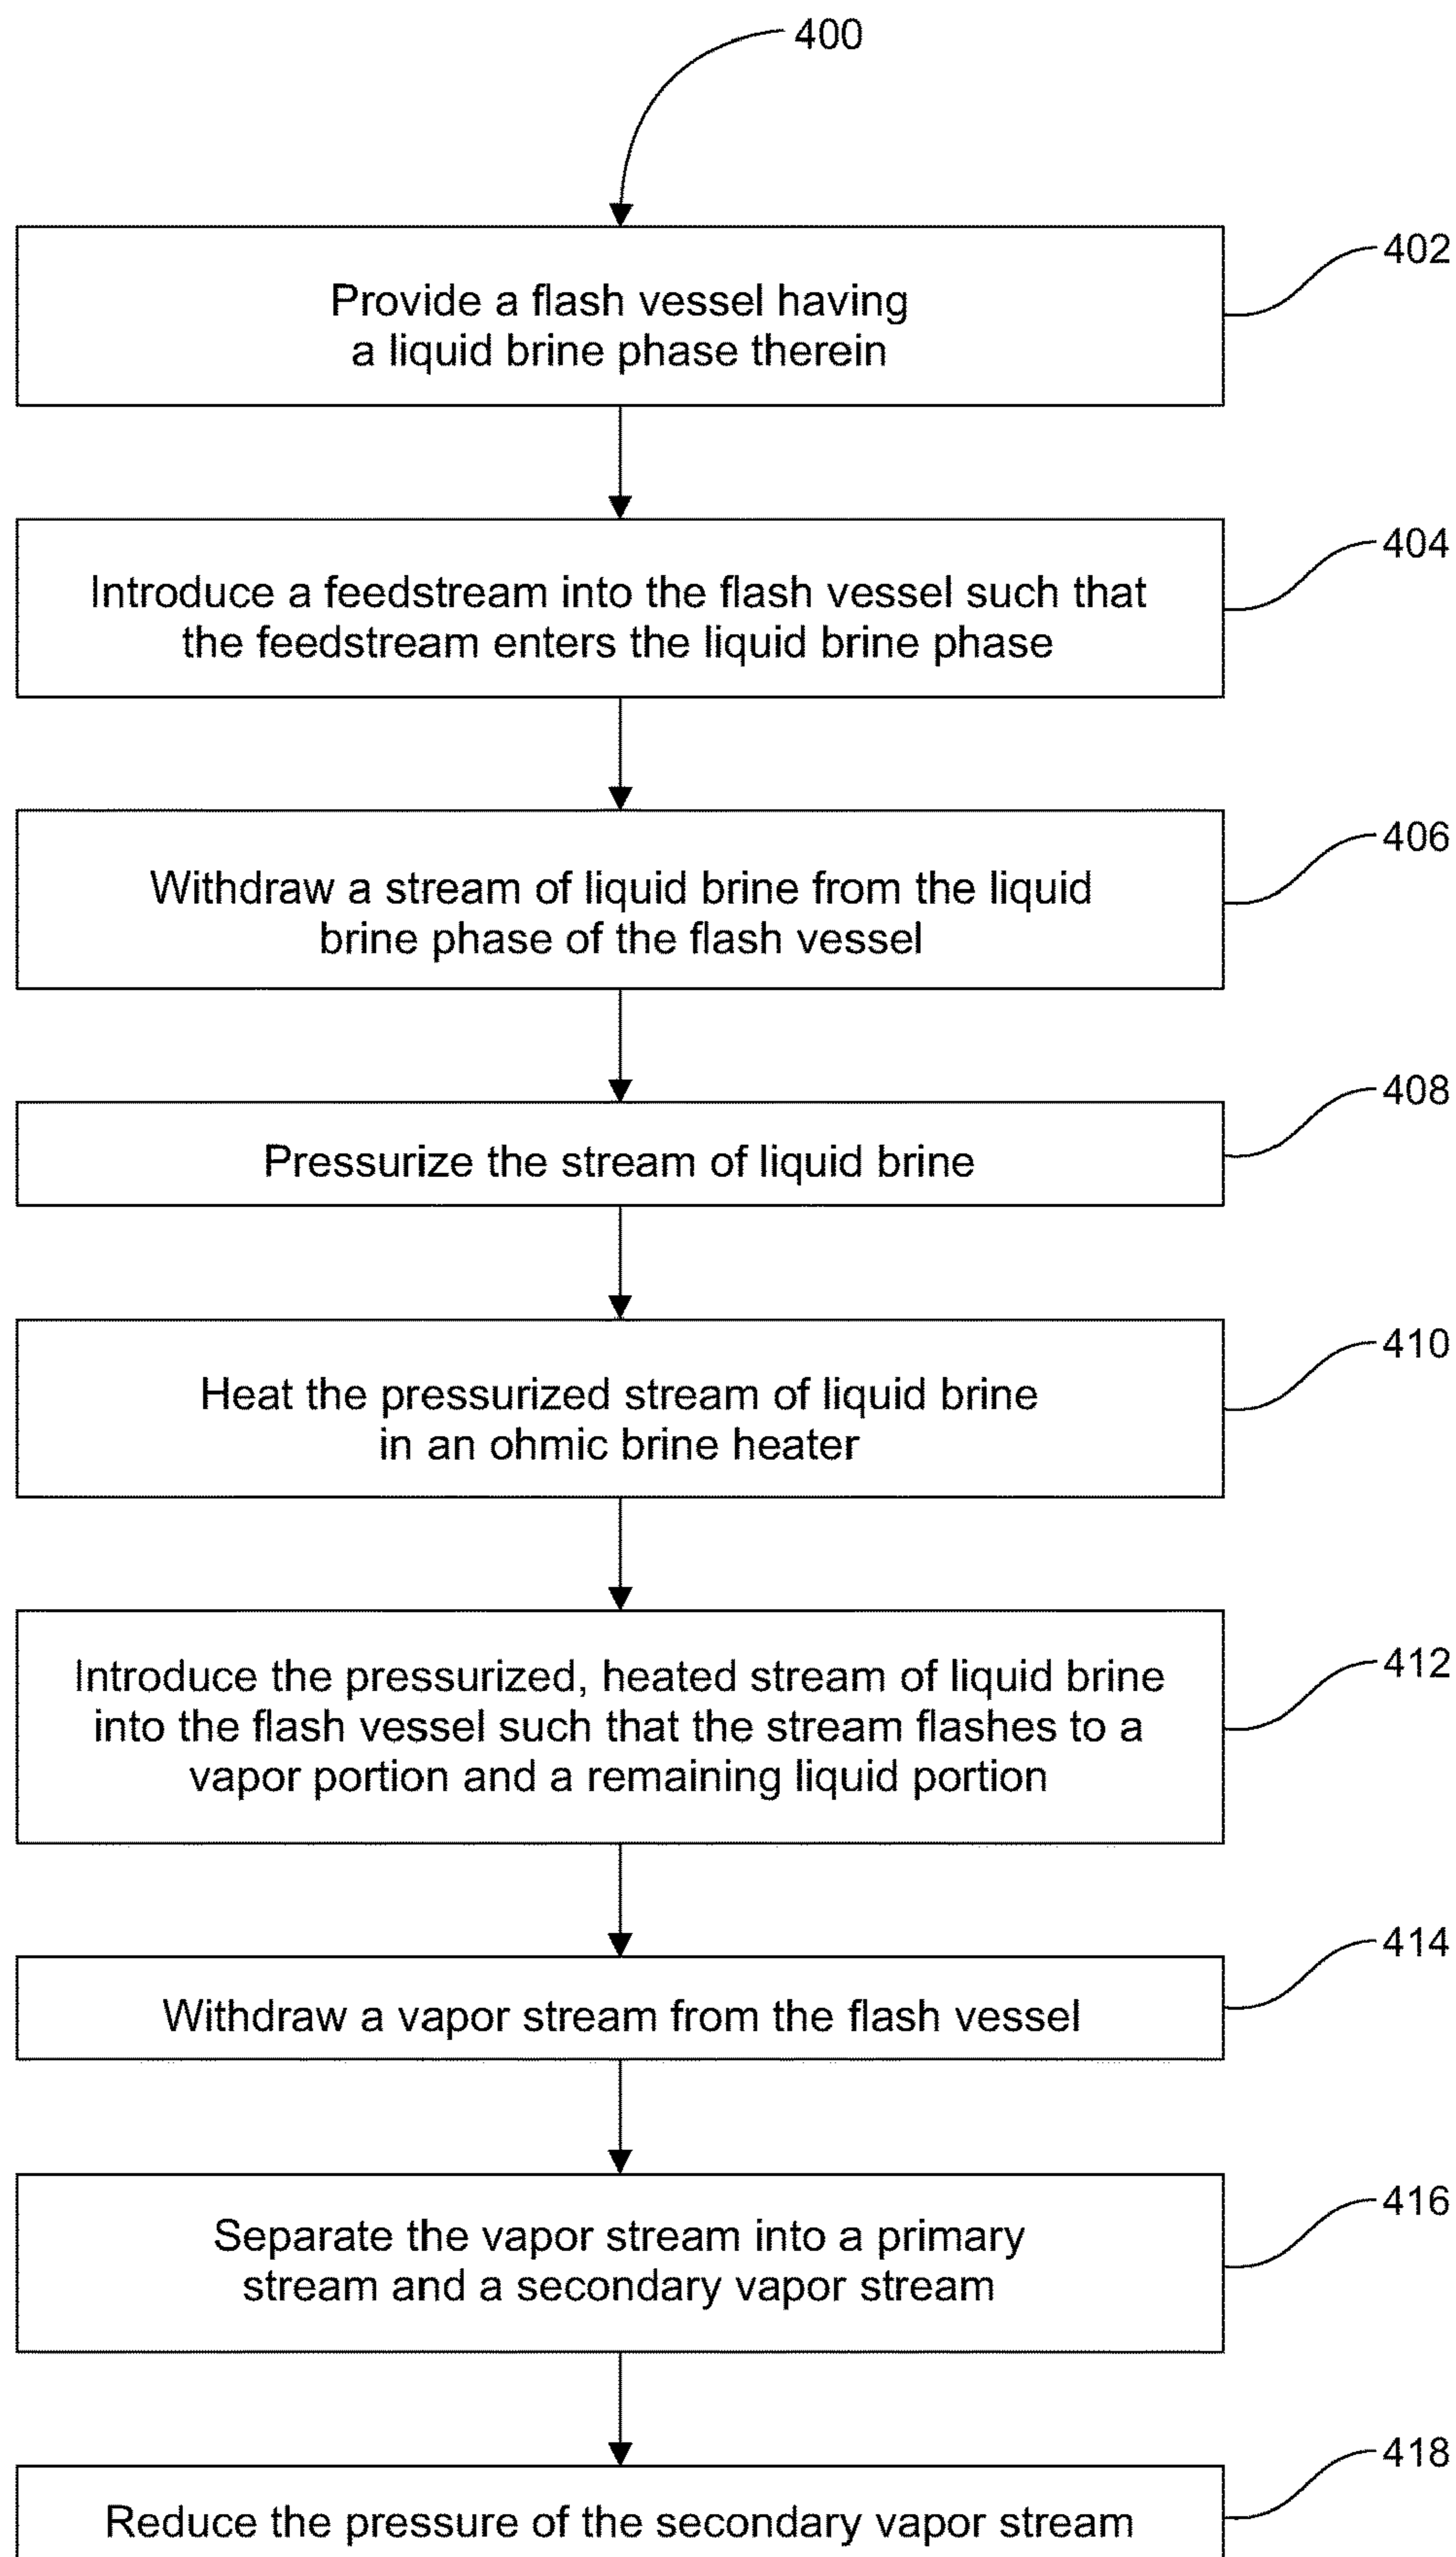 400
402
Provide a flash vessel having
a liquid brine phase therein
404
Introduce a feedstream into the flash vessel such that
the feedstream enters the liquid brine phase
406
Withdraw a stream of liquid brine from the liquid
brine phase of the flash vessel
408
Pressurize the stream of liquid brine
410
Heat the pressurized stream of liquid brine
in an ohmic brine heater
412
Introduce the pressurized, heated stream of liquid brine
into the flash vessel such that the stream flashes to a
vapor portion and a remaining liquid portion
414
Withdraw a vapor stream from the flash vessel
416
Separate the vapor stream into a primary
stream and a secondary vapor stream
418
Reduce the pressure of the secondary vapor stream